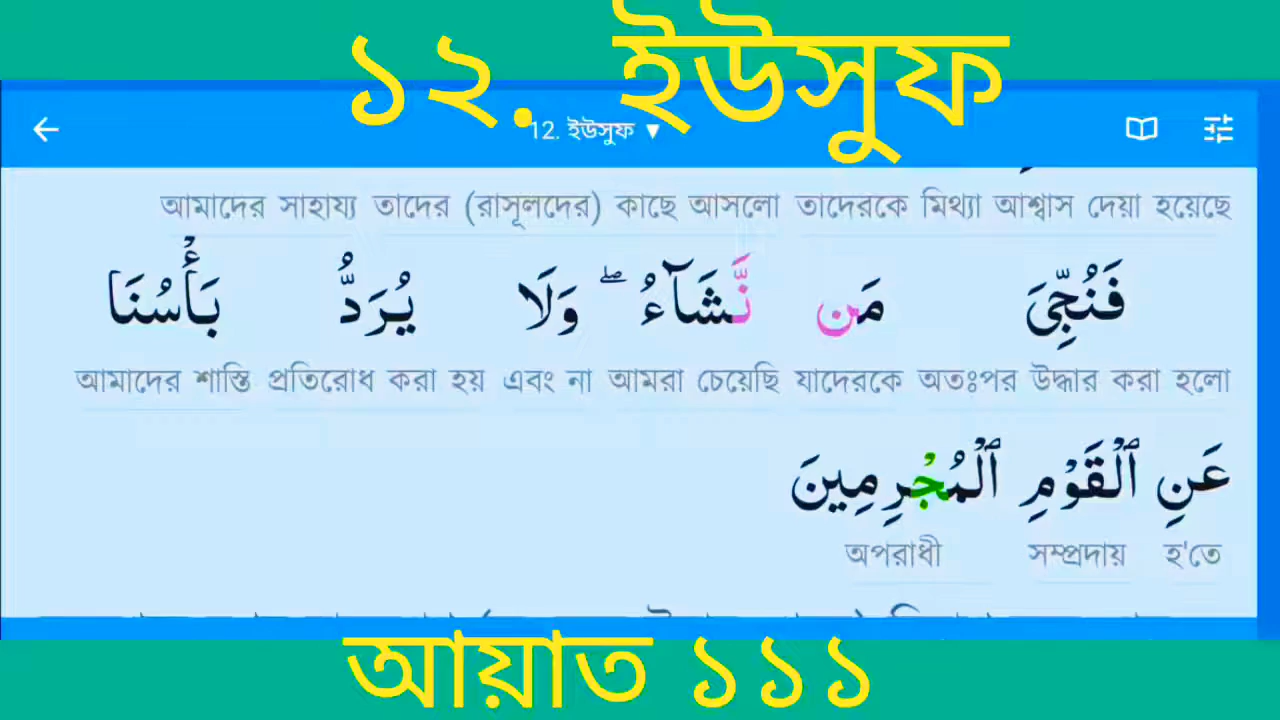 ১২. ইউসুফ
12. ইউসুফ ▼
আমাদের সাহায্য তাদের (রাসূলদের) কাছে আসলো তাদেরকে মিথ্যা আশ্বাস দেয়া হয়েছে
فَنُجِّىَ مَن نَّشَآءُ ۖ وَلَا يُرَدُّ بَأْسُنَا
আমাদের শাস্তি প্রতিরোধ করা হয় এবং না আমরা চেয়েছি যাদেরকে অতঃপর উদ্ধার করা হলো
عَنِ ٱلْقَوْمِ ٱلْمُجْرِمِينَ
অপরাধী সম্প্রদায় হ'তে
আয়াত ১১১